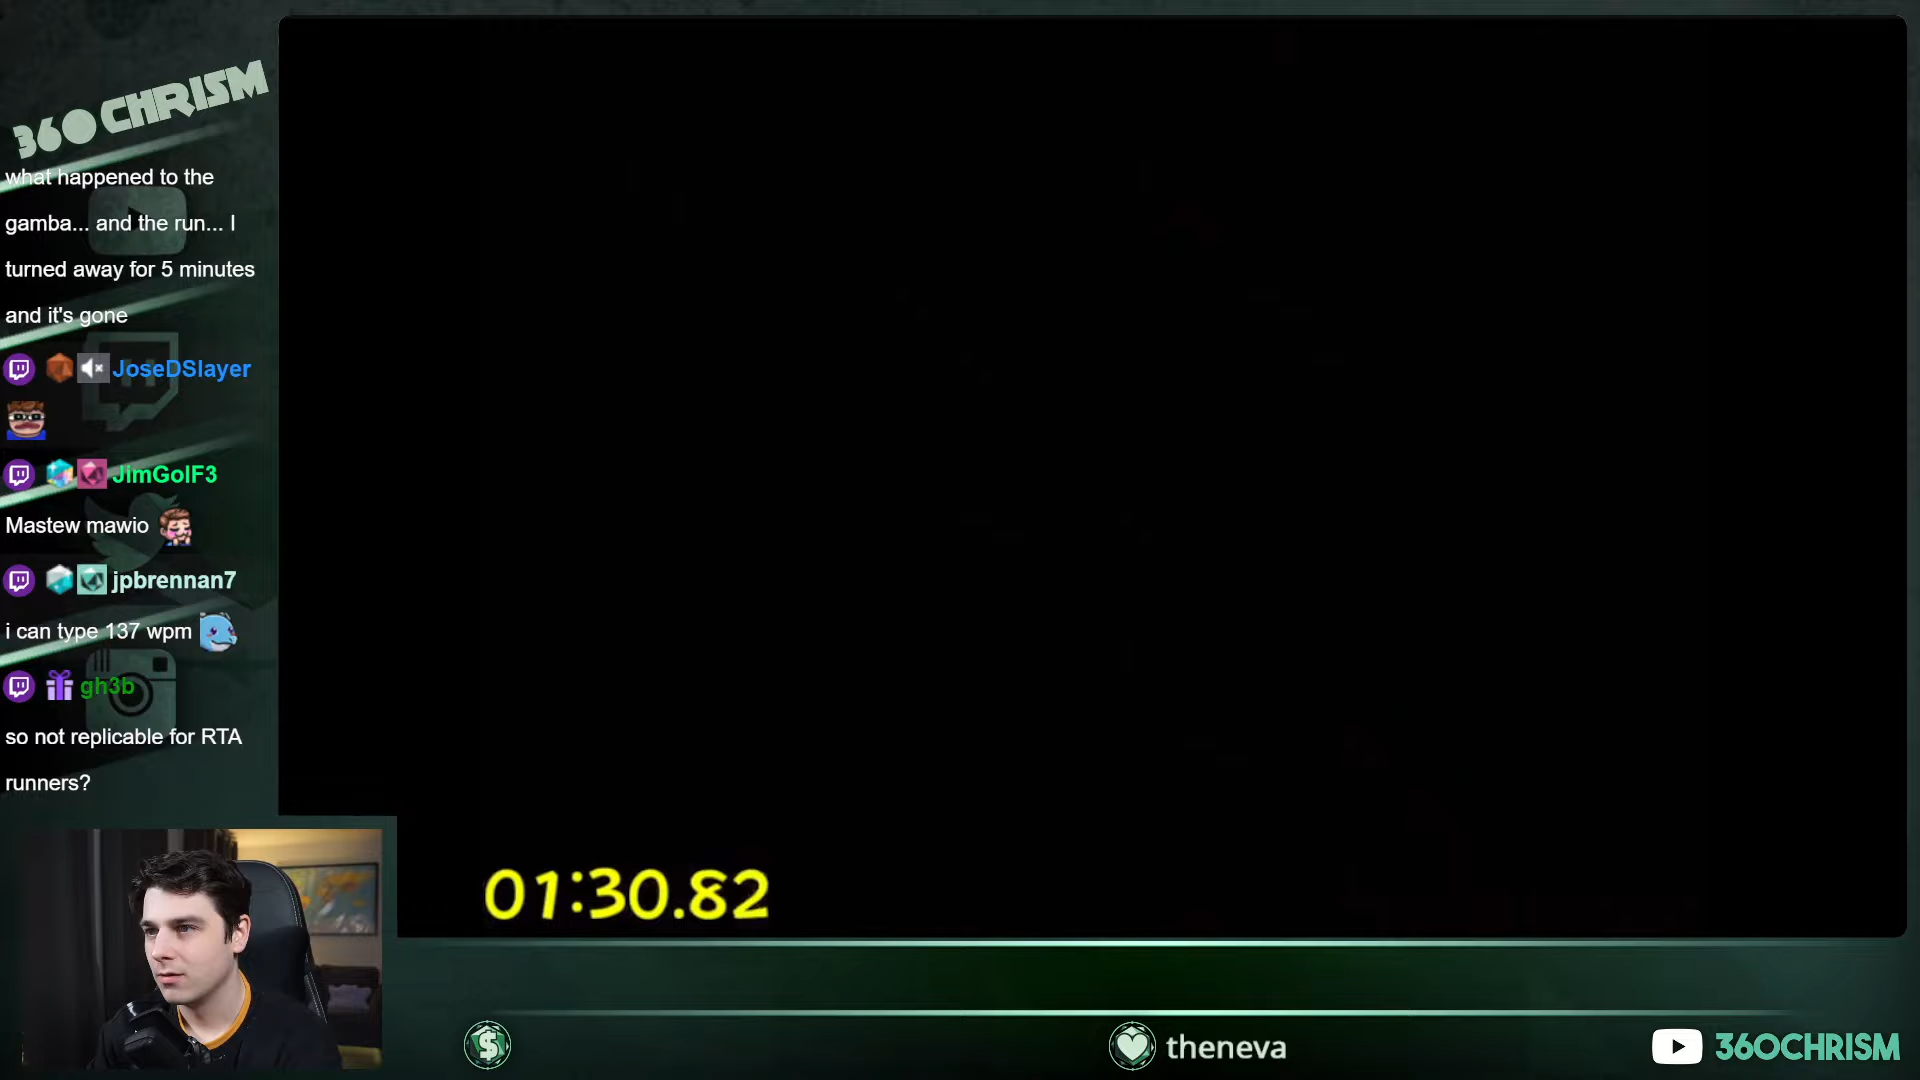 360CHRISM
what happened to the
gamba... and the run... I
turned away for 5 minutes
and it's gone
JoseDSlayer
JimGolF3
Mastew mawio
jpbrennan7
i can type 137 wpm
gh3b
so not replicable for RTA
runners?
01:30.82
$
theneva
360CHRISM